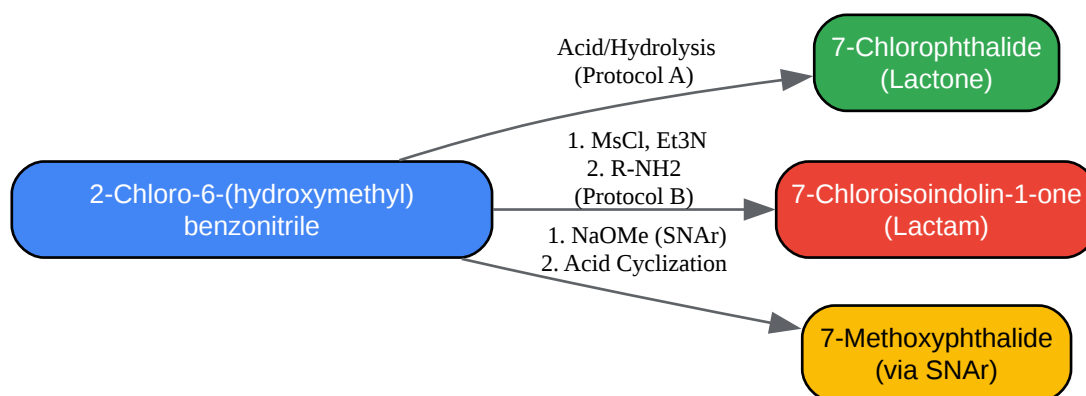 2-Chloro-6-(hydroxymethyl)
benzonitrile
Acid/Hydrolysis
(Protocol A)
7-Chlorophthalide
(Lactone)
1. MsCl, Et3N
2. R-NH2
(Protocol B)
7-Chloroisoindolin-1-one
(Lactam)
1. NaOMe (SNAr)
2. Acid Cyclization
7-Methoxyphthalide
(via SNAr)